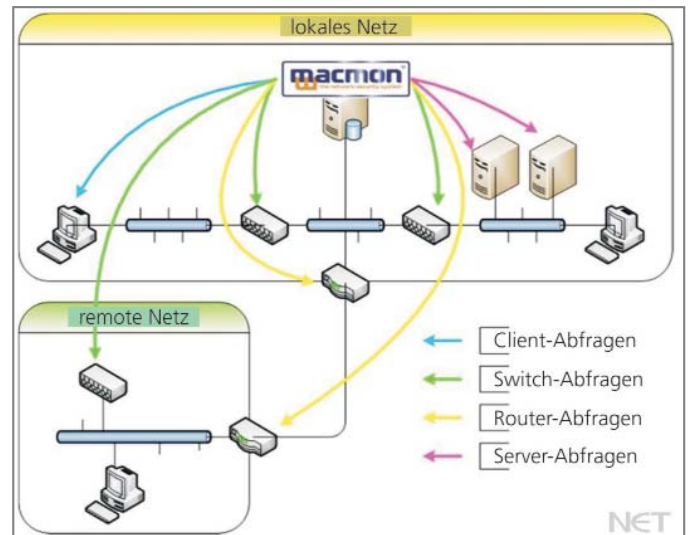 lokales Netz
macmon
the network security system
remote Netz
Client-Abfragen
Switch-Abfragen
Router-Abfragen
Server-Abfragen
NET